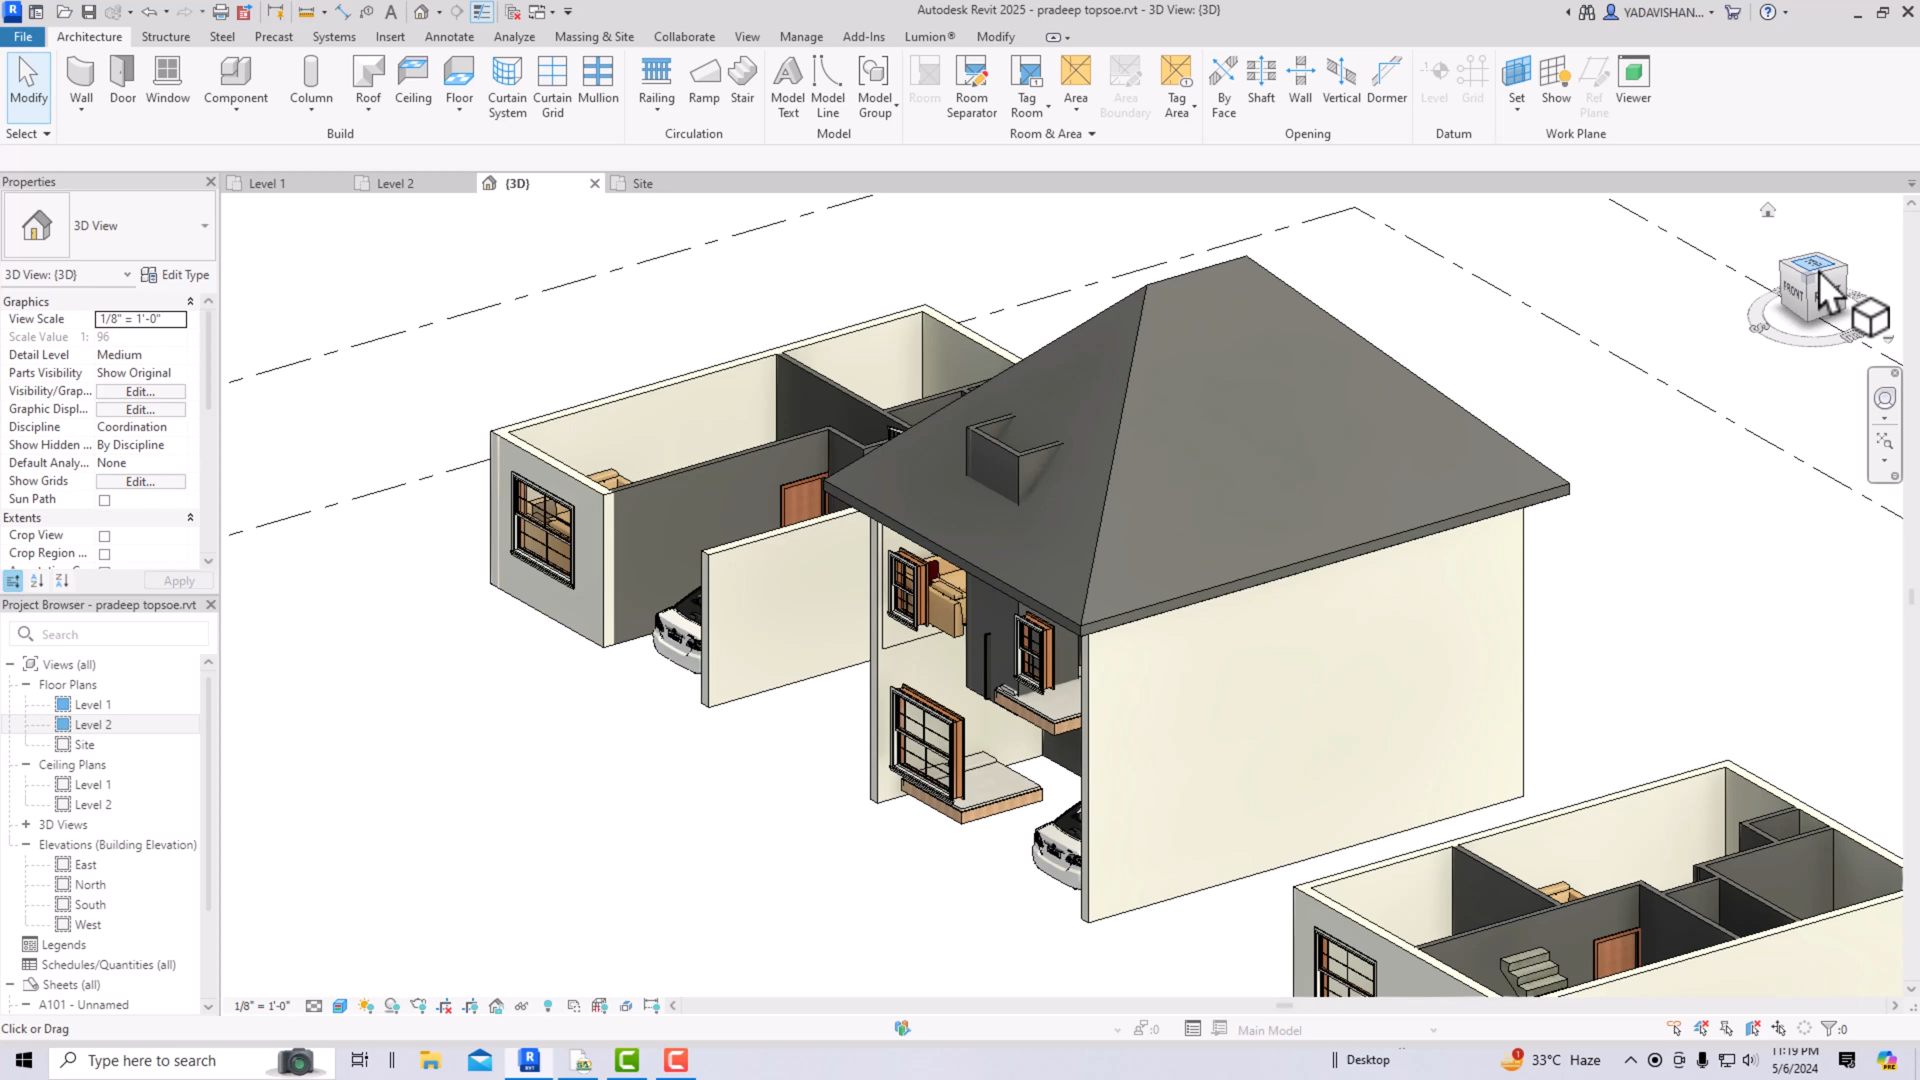 Autodesk Revit 2025 - pradeep topsoe.rvt - 3D View: {3D}
YADAVISHAN...
File Architecture Structure Steel Precast Systems Insert Annotate Analyze Massing & Site Collaborate View Manage Add-Ins Lumion® Modify
Modify Wall Door Window Component Column Roof Ceiling Floor Curtain System Curtain Grid Mullion Railing Ramp Stair Model Text Model Line Model Group Room Room Separator Tag Room Area Area Boundary Tag Area By Face Shaft Wall Vertical Dormer Level Grid Set Show Ref Plane Viewer
Select Build Circulation Model Room & Area Opening Datum Work Plane
Properties
Level 1 Level 2 {3D} Site
3D View
3D View: {3D} Edit Type
Graphics
View Scale 1/8" = 1'-0"
Scale Value 1: 96
Detail Level Medium
Parts Visibility Show Original
Visibility/Grap... Edit...
Graphic Displ... Edit...
Discipline Coordination
Show Hidden ... By Discipline
Default Analy... None
Show Grids Edit...
Sun Path
Extents
Crop View
Crop Region ...
Apply
FRONT
Project Browser - pradeep topsoe.rvt
Search
Views (all)
Floor Plans
Level 1
Level 2
Site
Ceiling Plans
Level 1
Level 2
3D Views
Elevations (Building Elevation)
East
North
South
West
Legends
Schedules/Quantities (all)
Sheets (all)
A101 - Unnamed
1/8" = 1'-0"
Click or Drag :0 Main Model :0
Type here to search Desktop 1 33°C Haze 11:19 PM
5/6/2024